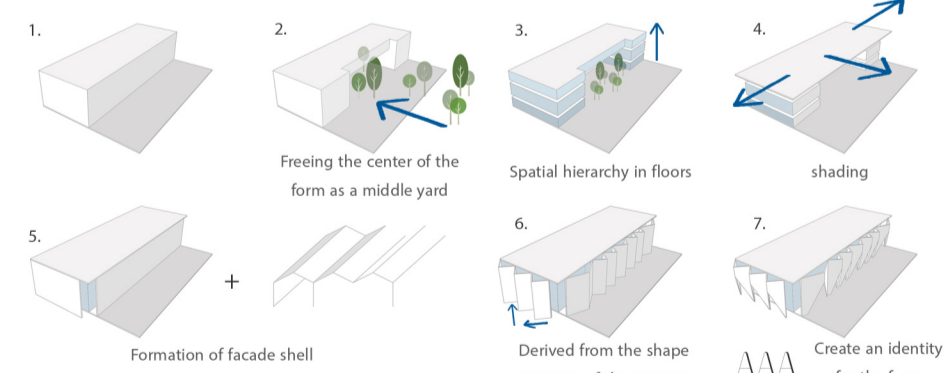 1.
2.
3.
4.
Freeing the center of the
form as a middle yard
Spatial hierarchy in floors
shading
5.
+
6.
7.
Formation of facade shell
Derived from the shape
Create an identity